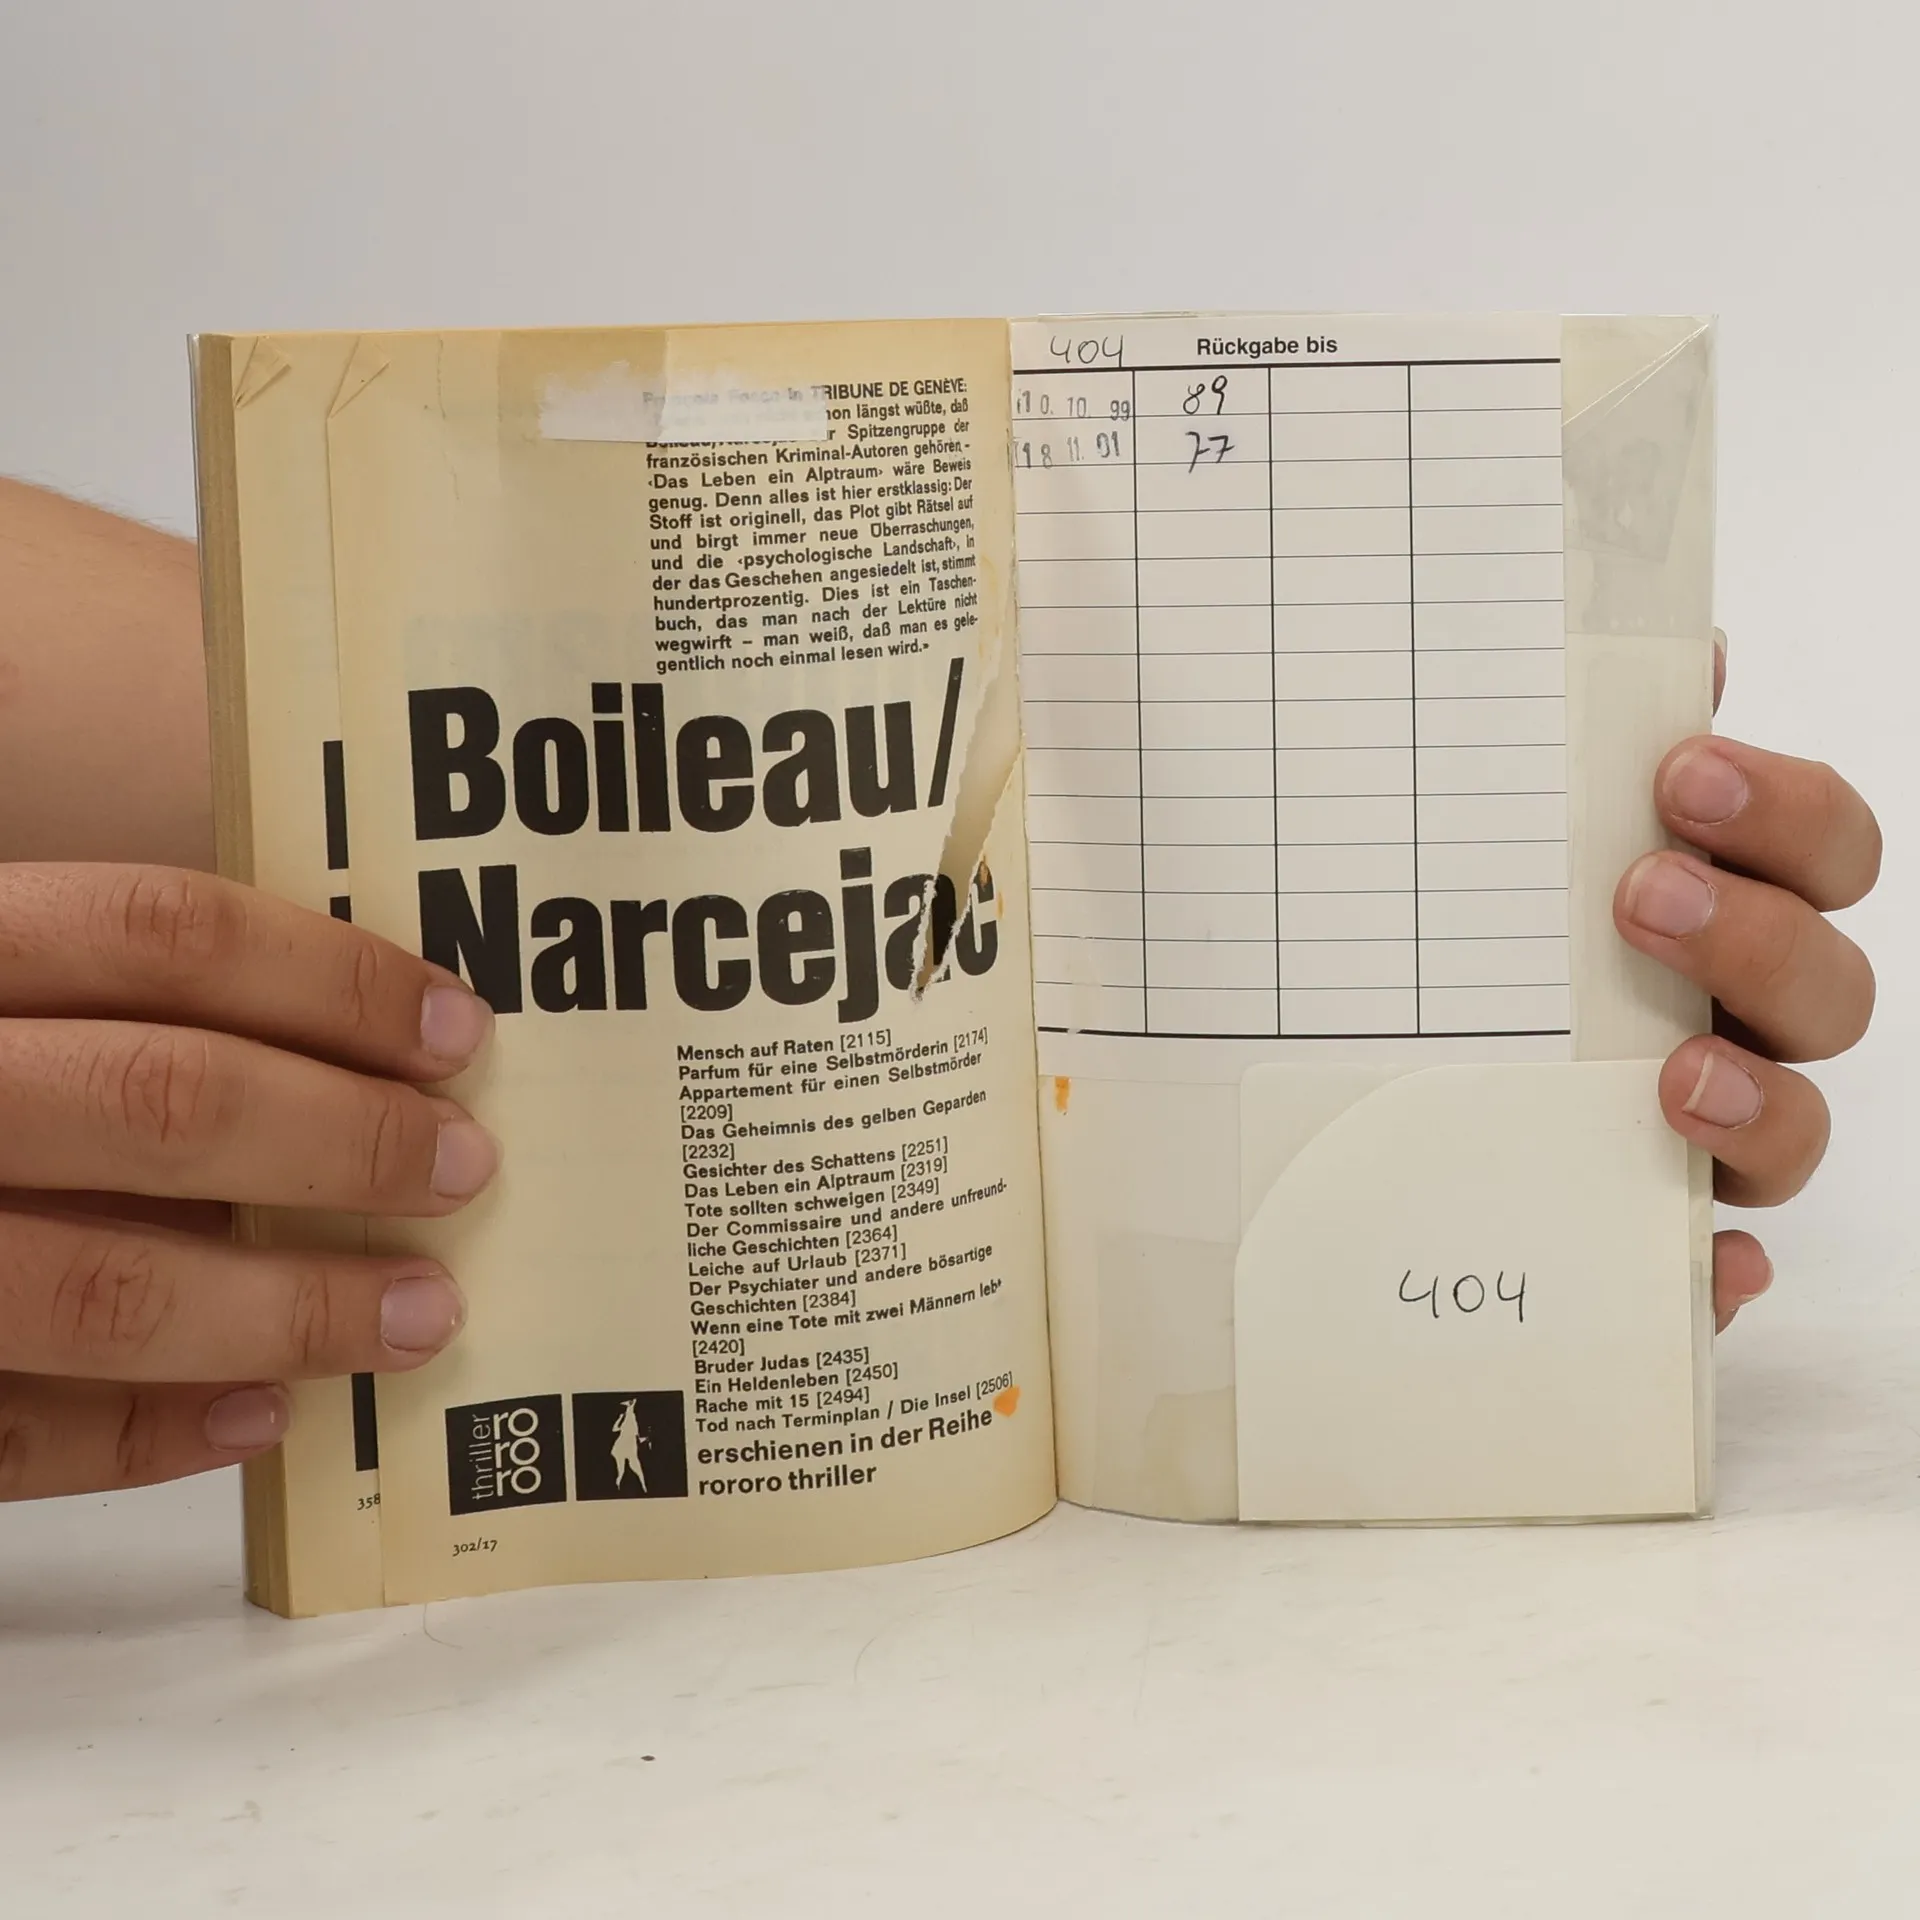 TRIBUNE DE GENÈVE:
längst wüßte, daß
Spitzengruppe der
französischen Kriminal-Autoren gehören -
‹Das Leben ein Alptraum› wäre Beweis
genug. Denn alles ist hier erstklassig: Der
Stoff ist originell, das Plot gibt Rätsel auf
und birgt immer neue Überraschungen,
und die ‹psychologische Landschaft›, in
der das Geschehen angesiedelt ist, stimmt
hundertprozentig. Dies ist ein Taschen-
buch, das man nach der Lektüre nicht
wegwirft – man weiß, daß man es gele-
gentlich noch einmal lesen wird.»
Boileau/
Narcejac
Mensch auf Raten [2115]
Parfum für eine Selbstmörderin [2174]
Appartement für einen Selbstmörder
[2209]
Das Geheimnis des gelben Geparden
[2232]
Gesichter des Schattens [2251]
Das Leben ein Alptraum [2319]
Tote sollten schweigen [2349]
Der Commissaire und andere unfreund-
liche Geschichten [2364]
Leiche auf Urlaub [2371]
Der Psychiater und andere bösartige
Geschichten [2384]
Wenn eine Tote mit zwei Männern lebt
[2420]
Bruder Judas [2435]
Ein Heldenleben [2450]
Rache mit 15 [2494]
Tod nach Terminplan / Die Insel [2506]
erschienen in der Reihe
rororo thriller
thriller
ro
ro
ro
358
302/17
404 Rückgabe bis
10. 10. 99 89
18 11. 01 77
404